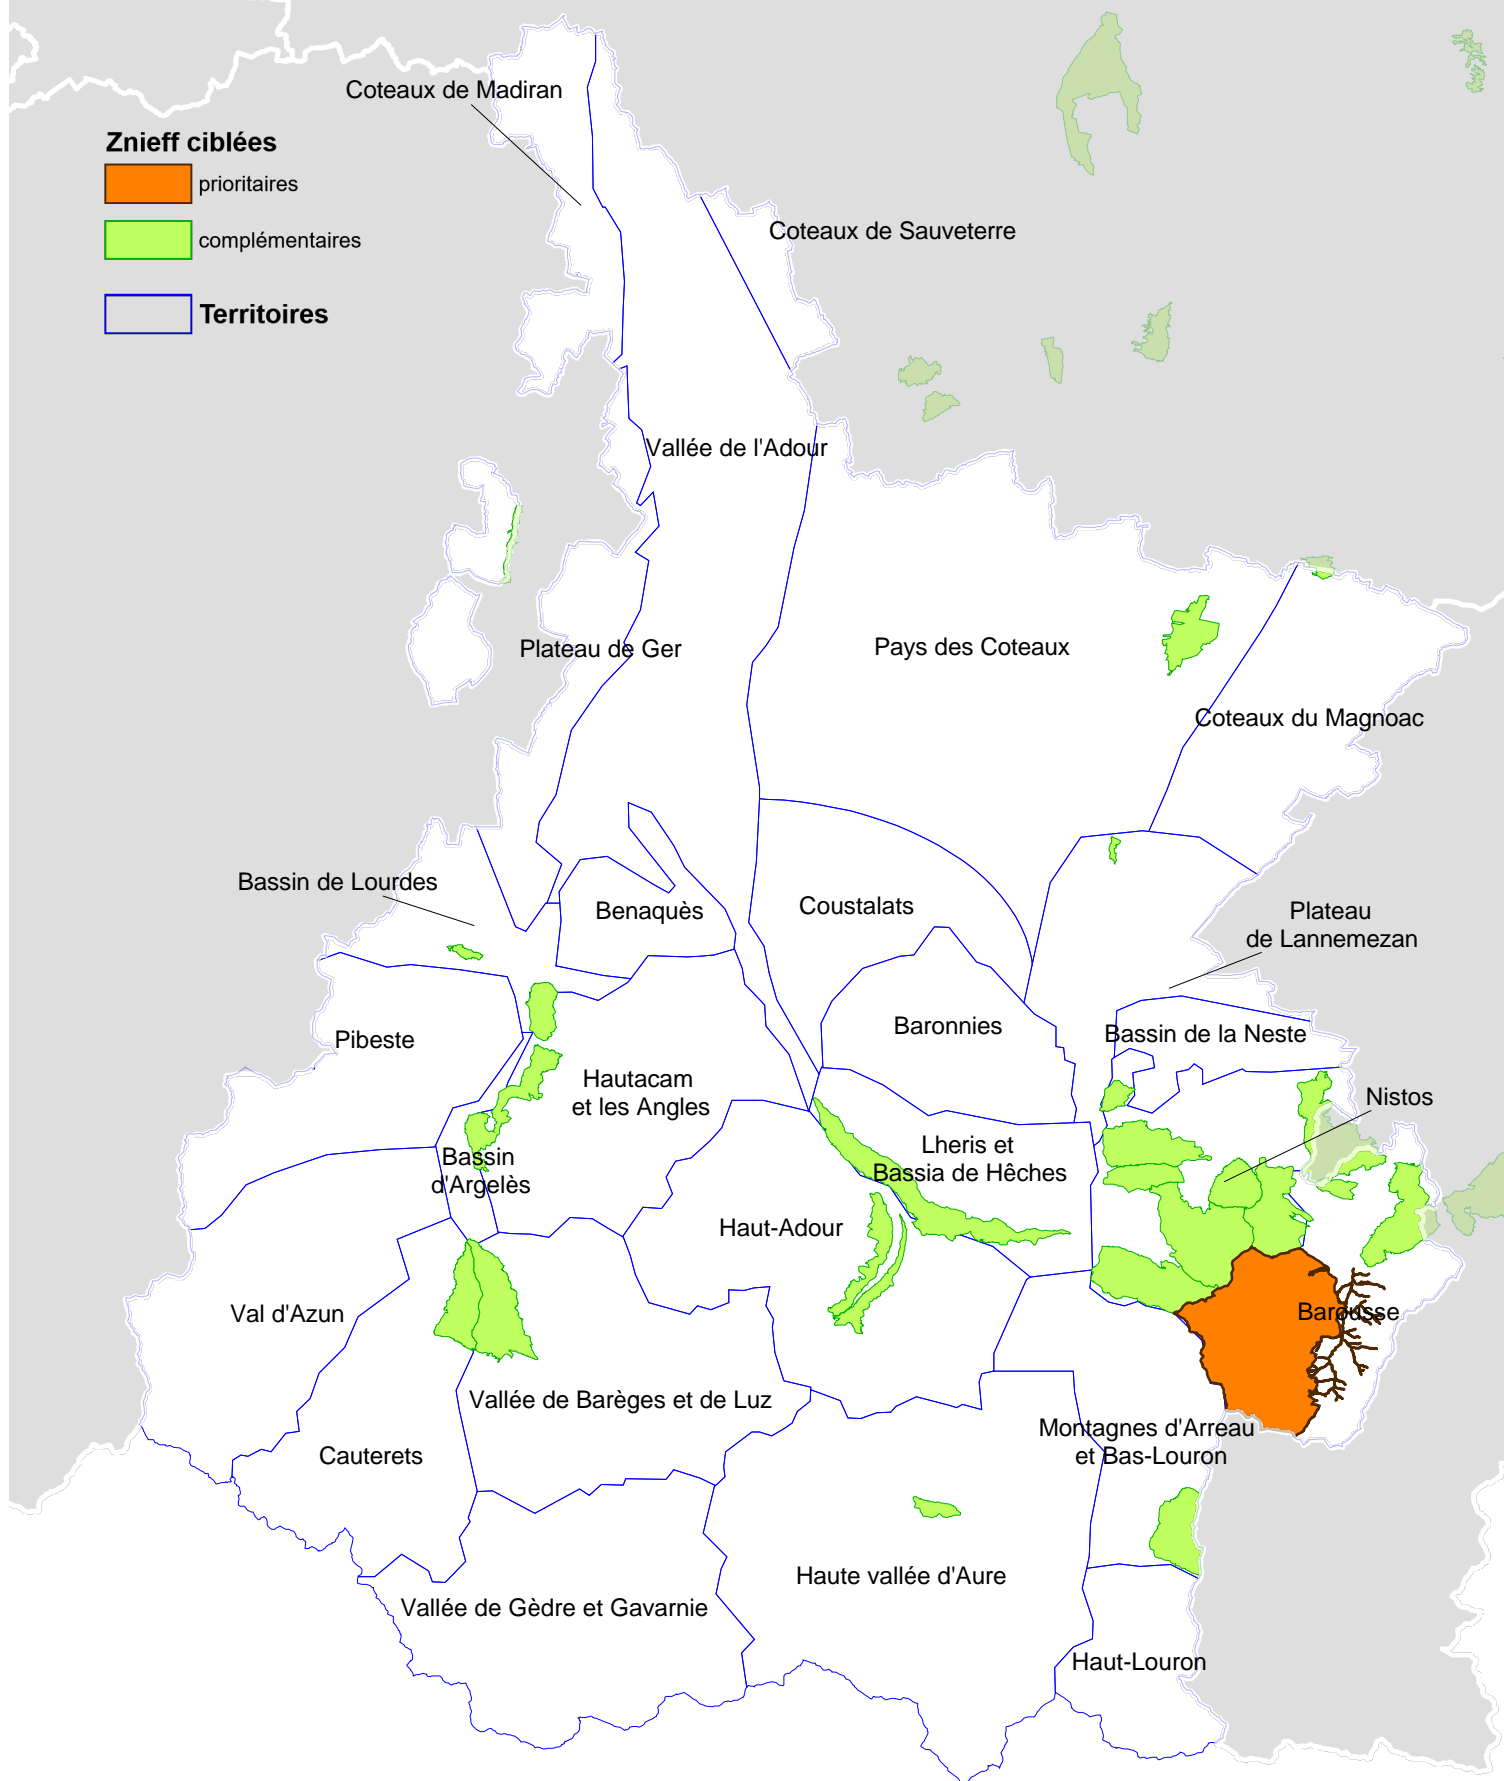 Coteaux de Madiran
Znieff ciblées
prioritaires
complémentaires
Territoires
Coteaux de Sauveterre
Vallée de l'Adour
Plateau de Ger
Pays des Coteaux
Coteaux du Magnoac
Bassin de Lourdes
Benaquès
Coustalats
Plateau
de Lannemezan
Pibeste
Baronnies
Bassin de la Neste
Hautacam
et les Angles
Nistos
Bassin
d'Argelès
Lheris et
Bassia de Hêches
Haut-Adour
Val d'Azun
Barousse
Vallée de Barèges et de Luz
Cauterets
Montagnes d'Arreau
et Bas-Louron
Haute vallée d'Aure
Vallée de Gèdre et Gavarnie
Haut-Louron